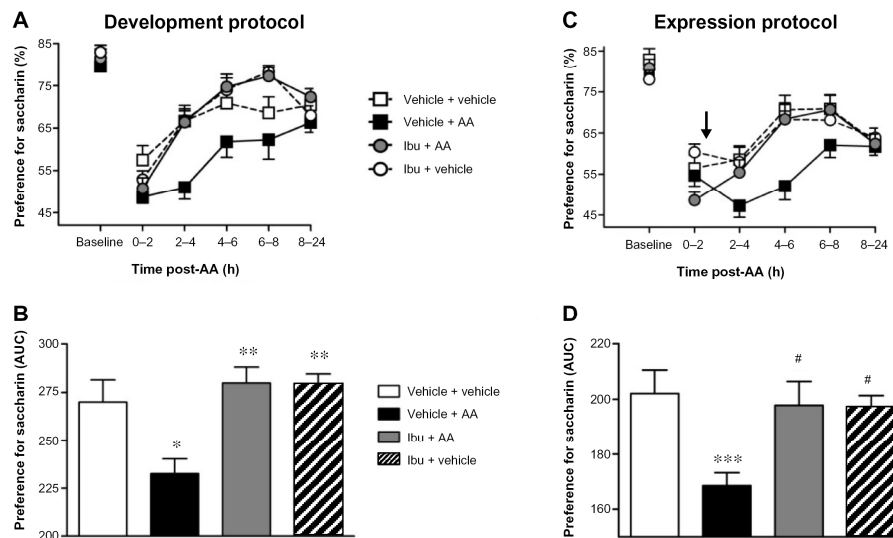 A
Development protocol
Preference for saccharin (%)
85
75
65
55
45
Baseline
0–2
2–4
4–6
6–8
8–24
Time post-AA (h)
Vehicle + vehicle
Vehicle + AA
Ibu + AA
Ibu + vehicle
C
Expression protocol
Preference for saccharin (%)
85
75
65
55
45
Baseline
0–2
2–4
4–6
6–8
8–24
Time post-AA (h)
B
Preference for saccharin (AUC)
300
275
250
225
200
*
**
**
Vehicle + vehicle
Vehicle + AA
Ibu + AA
Ibu + vehicle
D
Preference for saccharin (AUC)
220
200
180
160
***
#
#